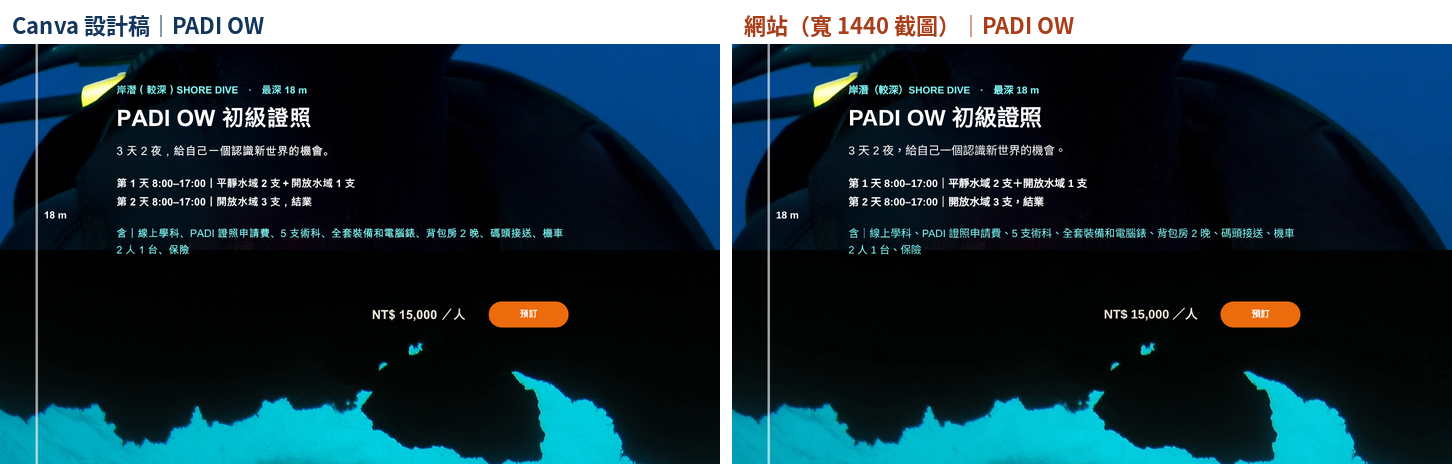 Canva 設計稿｜PADI OW
岸潛（較深）SHORE DIVE · 最深 18 m
PADI OW 初級證照
3 天 2 夜，給自己一個認識新世界的機會。
第 1 天 8:00–17:00｜平靜水域 2 支＋開放水域 1 支
第 2 天 8:00–17:00｜開放水域 3 支，結業
18 m
含｜線上學科、PADI 證照申請費、5 支術科、全套裝備和電腦錶、背包房 2 晚、碼頭接送、機車
2 人 1 台、保險
NT$ 15,000 ／人
預訂
網站（寬 1440 截圖）｜PADI OW
岸潛（較深）SHORE DIVE · 最深 18 m
PADI OW 初級證照
3 天 2 夜，給自己一個認識新世界的機會。
第 1 天 8:00–17:00｜平靜水域 2 支＋開放水域 1 支
第 2 天 8:00–17:00｜開放水域 3 支，結業
18 m
含｜線上學科、PADI 證照申請費、5 支術科、全套裝備和電腦錶、背包房 2 晚、碼頭接送、機車
2 人 1 台、保險
NT$ 15,000 ／人
預訂